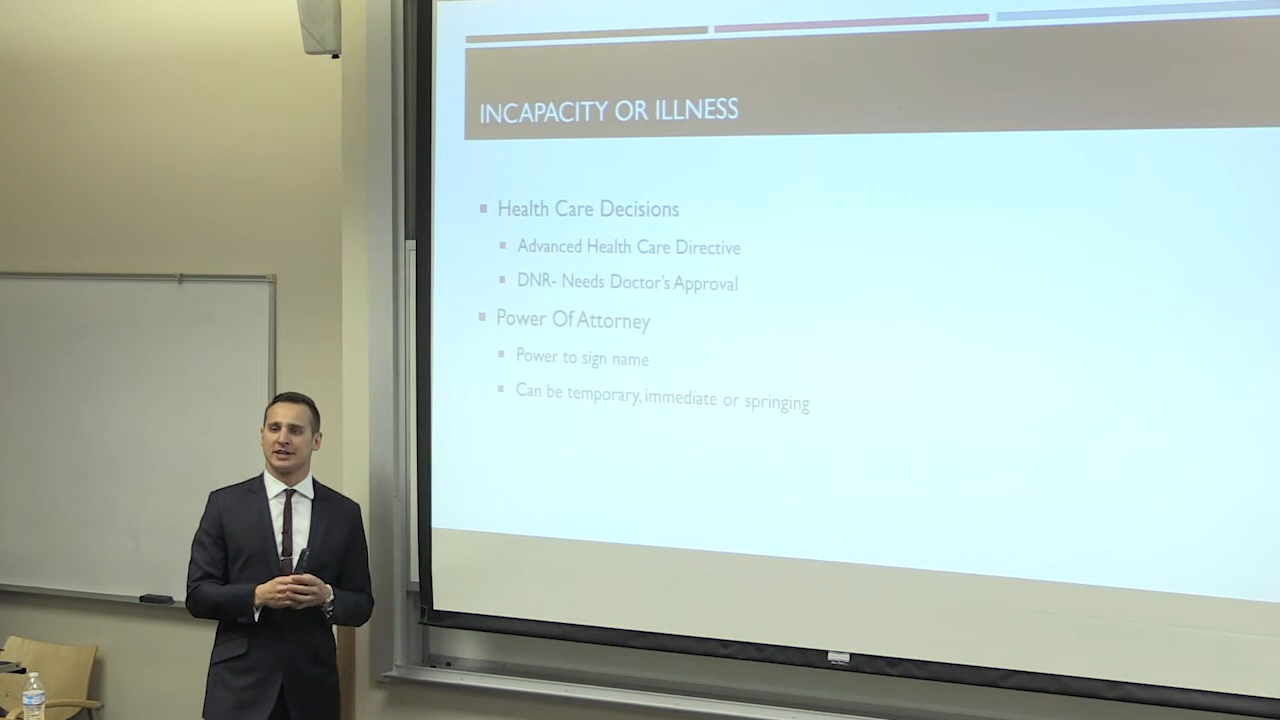 INCAPACITY OR ILLNESS
Health Care Decisions
Advanced Health Care Directive
DNR- Needs Doctor's Approval
Power Of Attorney
Power to sign name
Can be temporary, immediate or springing